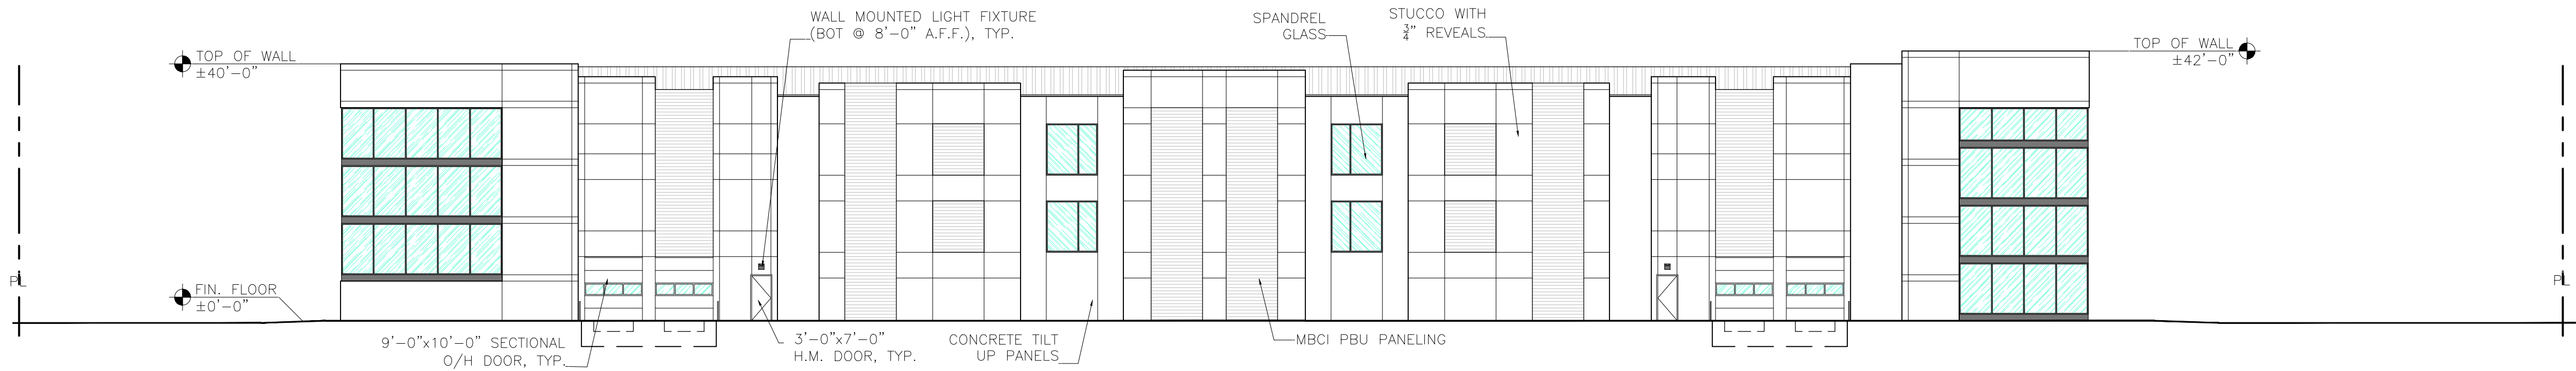 WALL MOUNTED LIGHT FIXTURE
(BOT @ 8'-0" A.F.F.), TYP.
SPANDREL
GLASS
STUCCO WITH
3/4" REVEALS
TOP OF WALL
±40'-0"
TOP OF WALL
±42'-0"
PL
FIN. FLOOR
±0'-0"
PL
9'-0"x10'-0" SECTIONAL
O/H DOOR, TYP.
3'-0"x7'-0"
H.M. DOOR, TYP.
CONCRETE TILT
UP PANELS
MBCI PBU PANELING